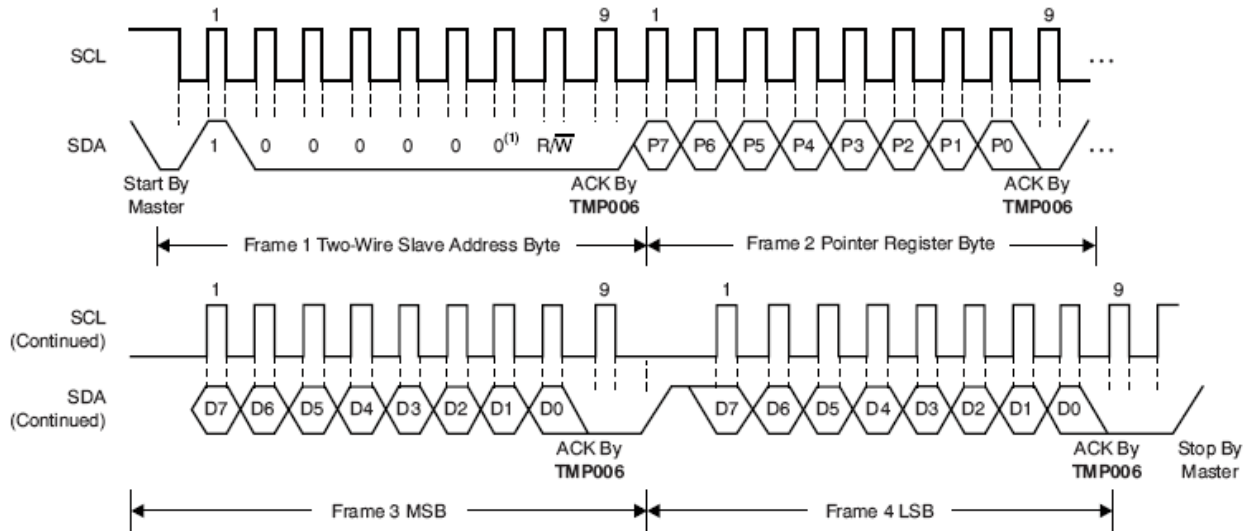 1 9 1 9
SCL ...
SDA 1 0 0 0 0 0 0(1) R/W̅ P7 P6 P5 P4 P3 P2 P1 P0 ...
Start By ACK By ACK By
Master TMP006 TMP006
Frame 1 Two-Wire Slave Address Byte Frame 2 Pointer Register Byte
1 9 1 9
SCL
(Continued)
SDA D7 D6 D5 D4 D3 D2 D1 D0 D7 D6 D5 D4 D3 D2 D1 D0
(Continued)
ACK By ACK By Stop By
TMP006 TMP006 Master
Frame 3 MSB Frame 4 LSB